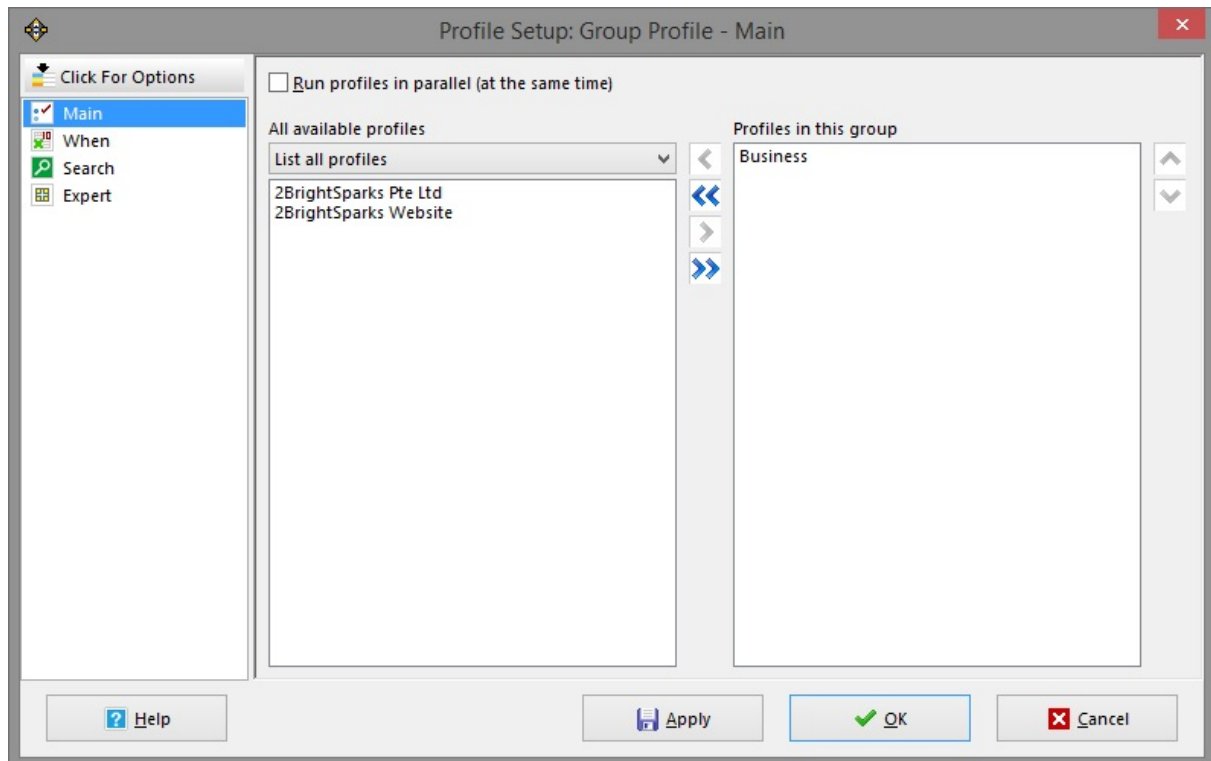 Profile Setup: Group Profile - Main
Click For Options
Main
When
Search
Expert
Run profiles in parallel (at the same time)
All available profiles
List all profiles
2BrightSparks Pte Ltd
2BrightSparks Website
Profiles in this group
Business
Help
Apply
OK
Cancel